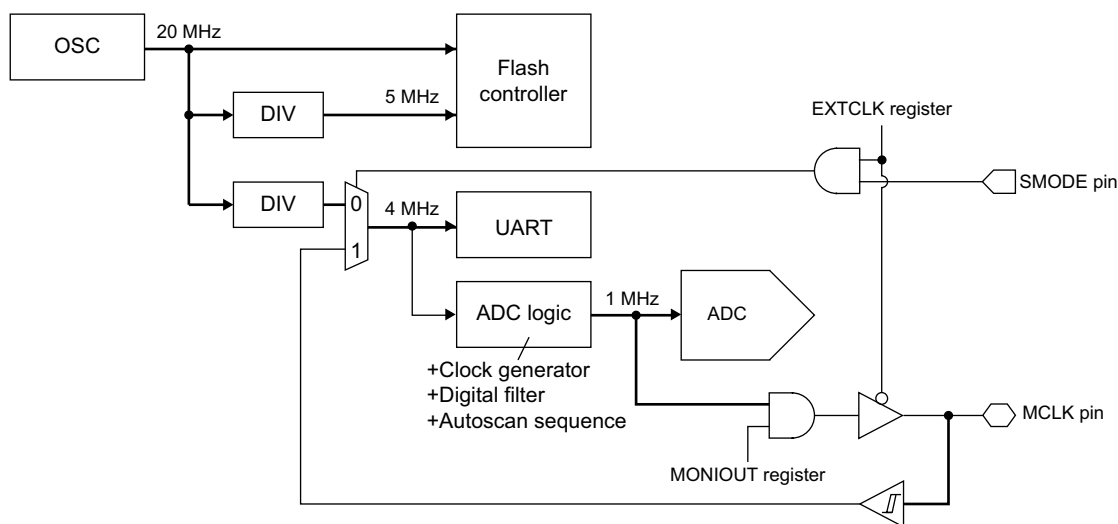 OSC
20 MHz
Flash
controller
DIV
5 MHz
EXTCLK register
SMODE pin
DIV
0
1
4 MHz
UART
ADC logic
1 MHz
ADC
+Clock generator
+Digital filter
+Autoscan sequence
MCLK pin
MONIOUT register